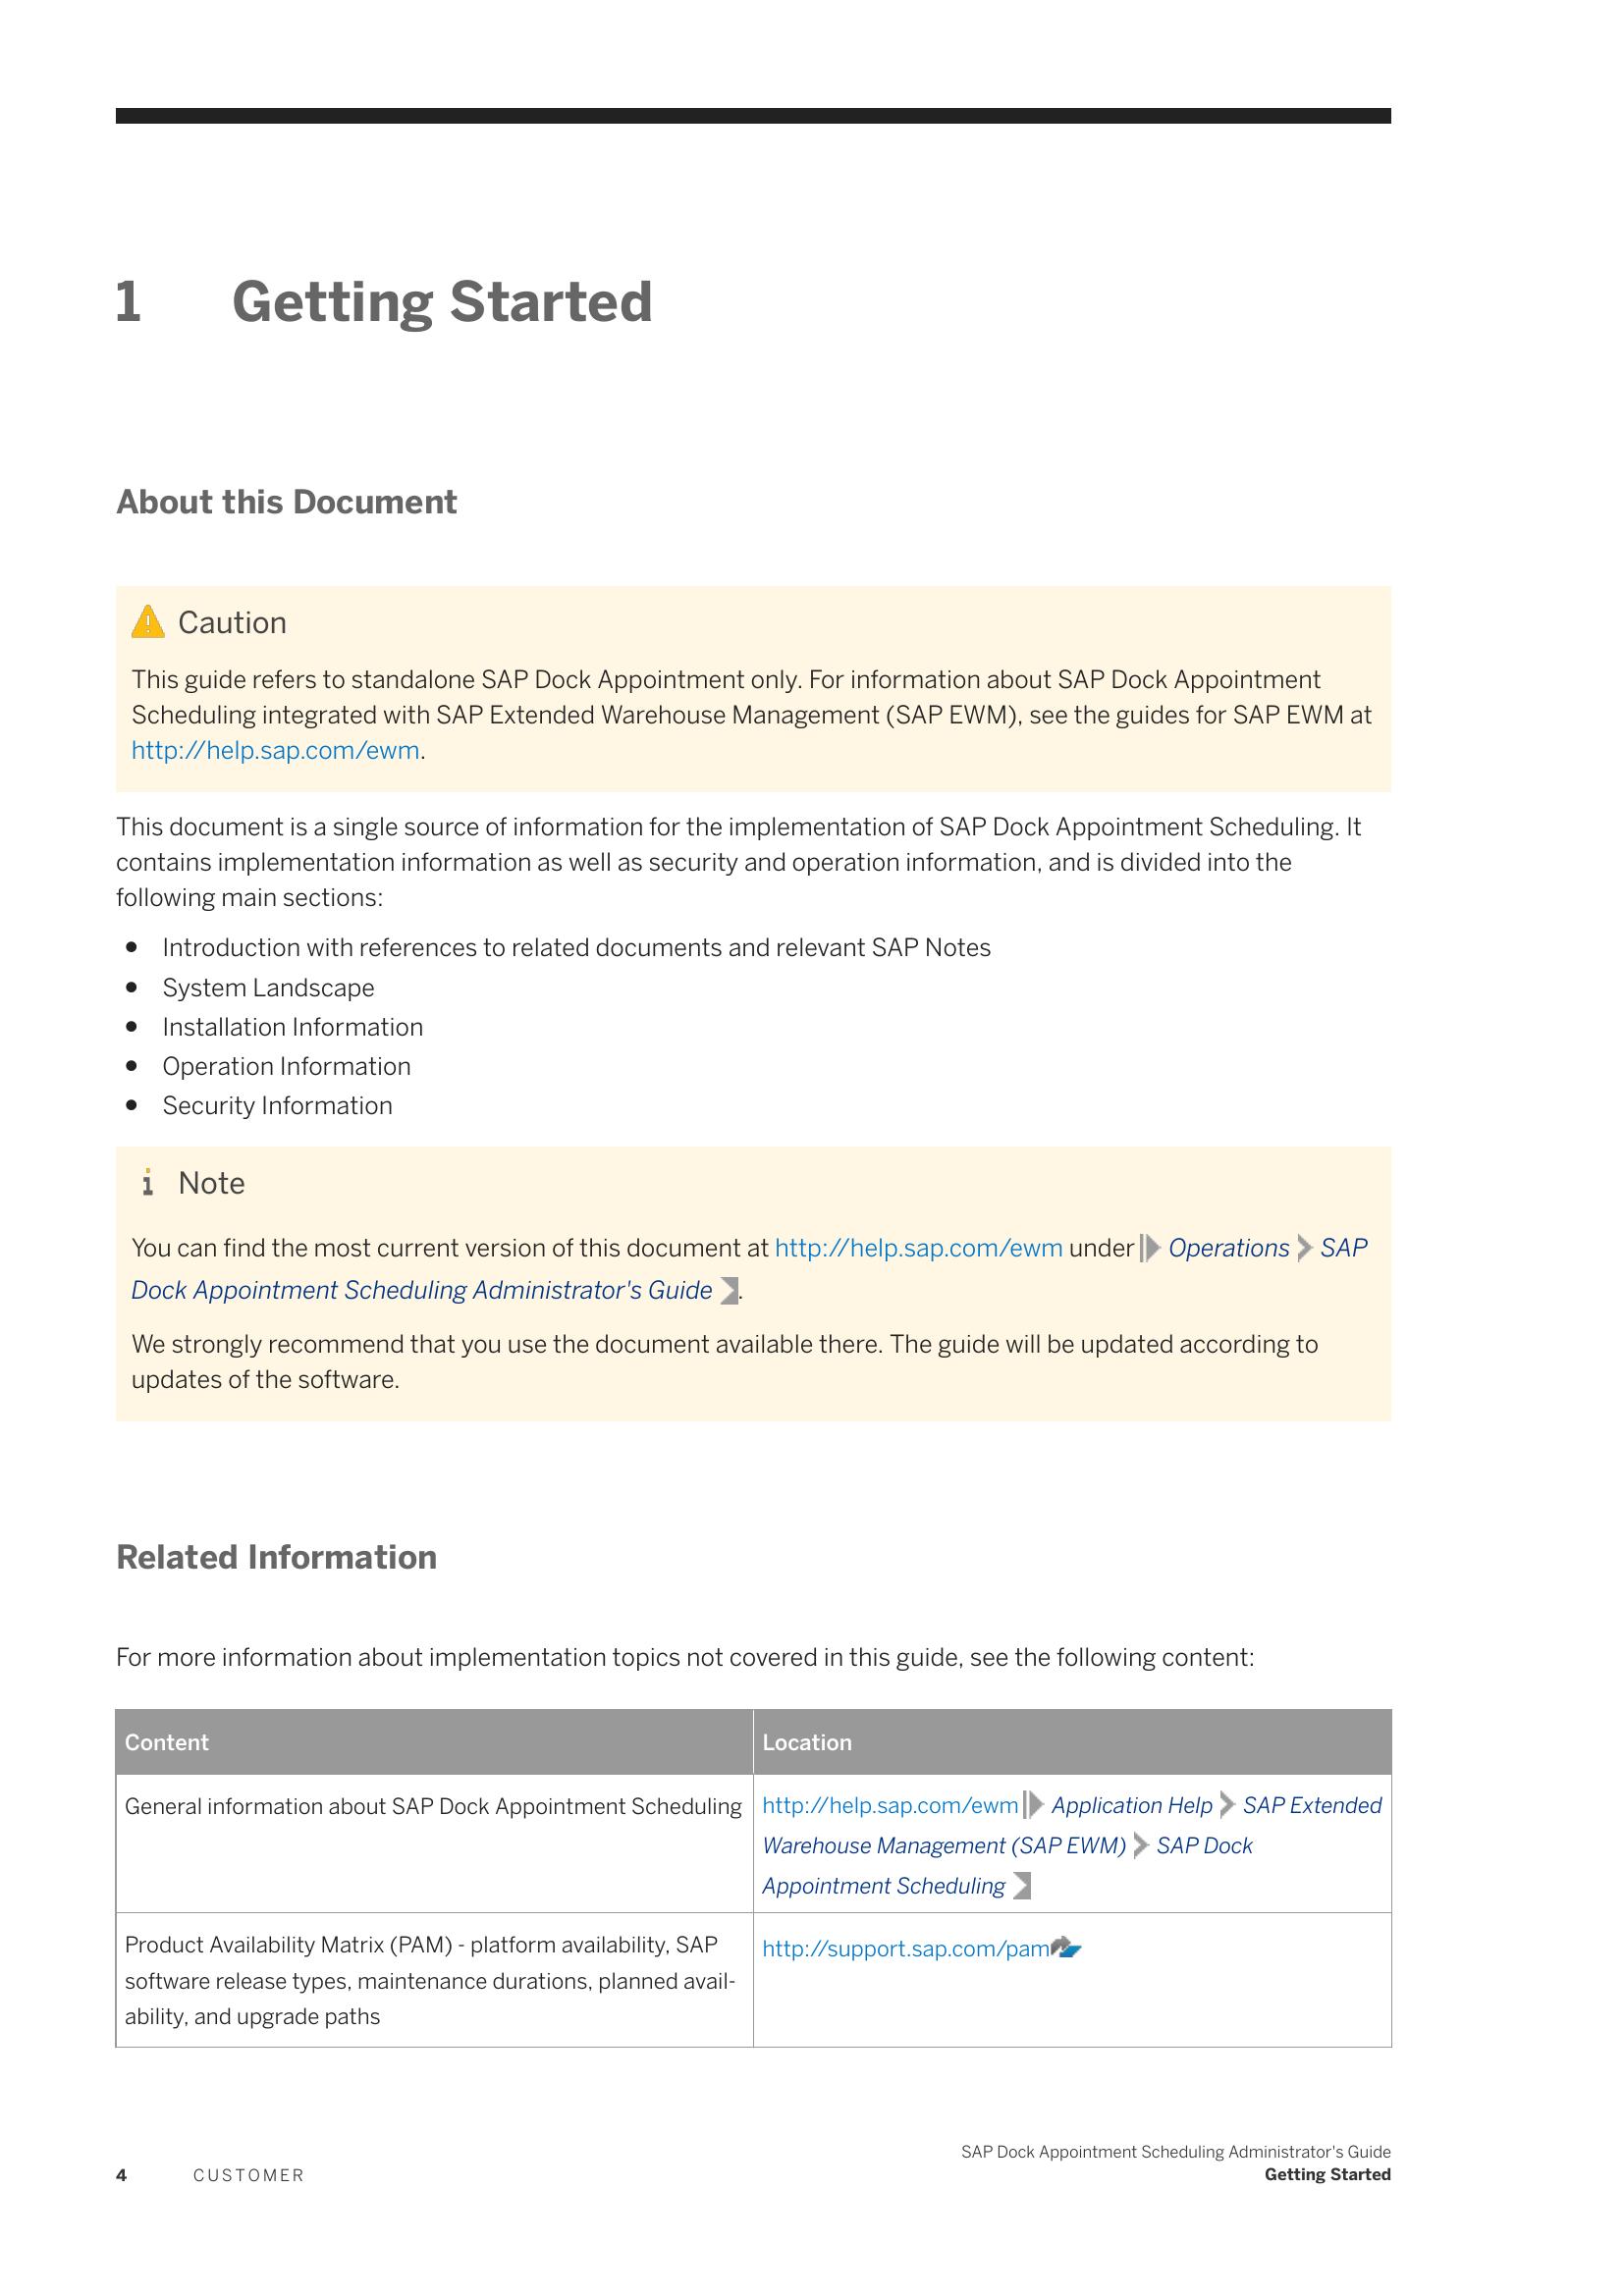 1 Getting Started
About this Document
Caution
This guide refers to standalone SAP Dock Appointment only. For information about SAP Dock Appointment
Scheduling integrated with SAP Extended Warehouse Management (SAP EWM), see the guides for SAP EWM at
http://help.sap.com/ewm.
This document is a single source of information for the implementation of SAP Dock Appointment Scheduling. It
contains implementation information as well as security and operation information, and is divided into the
following main sections:
● Introduction with references to related documents and relevant SAP Notes
● System Landscape
● Installation Information
● Operation Information
● Security Information
i Note
You can find the most current version of this document at http://help.sap.com/ewm under Operations SAP
Dock Appointment Scheduling Administrator's Guide .
We strongly recommend that you use the document available there. The guide will be updated according to
updates of the software.
Related Information
For more information about implementation topics not covered in this guide, see the following content:
Content Location
General information about SAP Dock Appointment Scheduling
http://help.sap.com/ewm Application Help SAP Extended
Warehouse Management (SAP EWM) SAP Dock
Appointment Scheduling
Product Availability Matrix (PAM) - platform availability, SAP
software release types, maintenance durations, planned avail-
ability, and upgrade paths
http://support.sap.com/pam
4 CUSTOMER
SAP Dock Appointment Scheduling Administrator's Guide
Getting Started